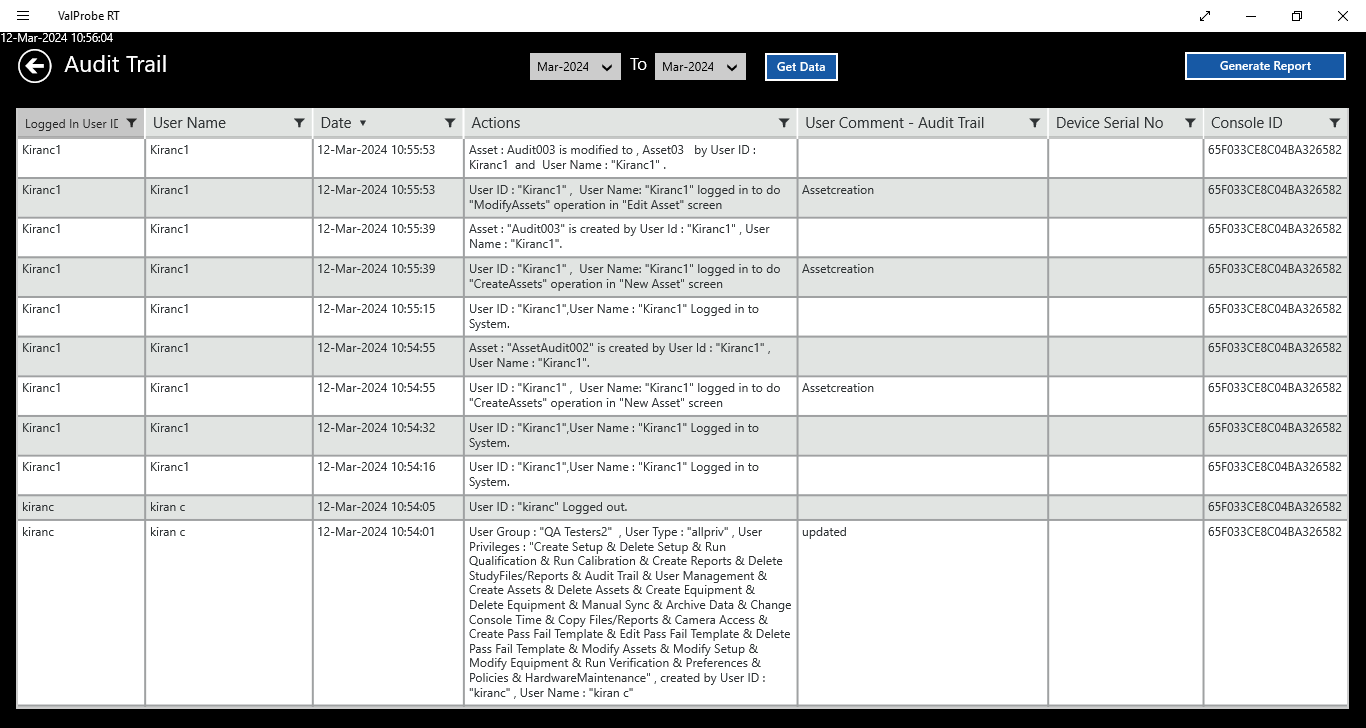 ValProbe RT
12-Mar-2024 10:56:04
Audit Trail
Mar-2024 To Mar-2024 Get Data Generate Report
Logged In User ID User Name Date Actions User Comment - Audit Trail Device Serial No Console ID
Kiranc1 Kiranc1 12-Mar-2024 10:55:53 Asset : Audit003 is modified to , Asset03 by User ID : 65F033CE8C04BA326582
Kiranc1 and User Name : "Kiranc1" .
Kiranc1 Kiranc1 12-Mar-2024 10:55:53 User ID : "Kiranc1" , User Name: "Kiranc1" logged in to do Assetcreation 65F033CE8C04BA326582
"ModifyAssets" operation in "Edit Asset" screen
Kiranc1 Kiranc1 12-Mar-2024 10:55:39 Asset : "Audit003" is created by User Id : "Kiranc1" , User 65F033CE8C04BA326582
Name : "Kiranc1".
Kiranc1 Kiranc1 12-Mar-2024 10:55:39 User ID : "Kiranc1" , User Name: "Kiranc1" logged in to do Assetcreation 65F033CE8C04BA326582
"CreateAssets" operation in "New Asset" screen
Kiranc1 Kiranc1 12-Mar-2024 10:55:15 User ID : "Kiranc1",User Name : "Kiranc1" Logged in to 65F033CE8C04BA326582
System.
Kiranc1 Kiranc1 12-Mar-2024 10:54:55 Asset : "AssetAudit002" is created by User Id : "Kiranc1" , 65F033CE8C04BA326582
User Name : "Kiranc1".
Kiranc1 Kiranc1 12-Mar-2024 10:54:55 User ID : "Kiranc1" , User Name: "Kiranc1" logged in to do Assetcreation 65F033CE8C04BA326582
"CreateAssets" operation in "New Asset" screen
Kiranc1 Kiranc1 12-Mar-2024 10:54:32 User ID : "Kiranc1",User Name : "Kiranc1" Logged in to 65F033CE8C04BA326582
System.
Kiranc1 Kiranc1 12-Mar-2024 10:54:16 User ID : "Kiranc1",User Name : "Kiranc1" Logged in to 65F033CE8C04BA326582
System.
kiranc kiran c 12-Mar-2024 10:54:05 User ID : "kiranc" Logged out. 65F033CE8C04BA326582
kiranc kiran c 12-Mar-2024 10:54:01 User Group : "QA Testers2" , User Type : "allpriv" , User updated 65F033CE8C04BA326582
Privileges : "Create Setup & Delete Setup & Run
Qualification & Run Calibration & Create Reports & Delete
StudyFiles/Reports & Audit Trail & User Management &
Create Assets & Delete Assets & Create Equipment &
Delete Equipment & Manual Sync & Archive Data & Change
Console Time & Copy Files/Reports & Camera Access &
Create Pass Fail Template & Edit Pass Fail Template & Delete
Pass Fail Template & Modify Assets & Modify Setup &
Modify Equipment & Run Verification & Preferences &
Policies & HardwareMaintenance" , created by User ID :
"kiranc" , User Name : "kiran c"